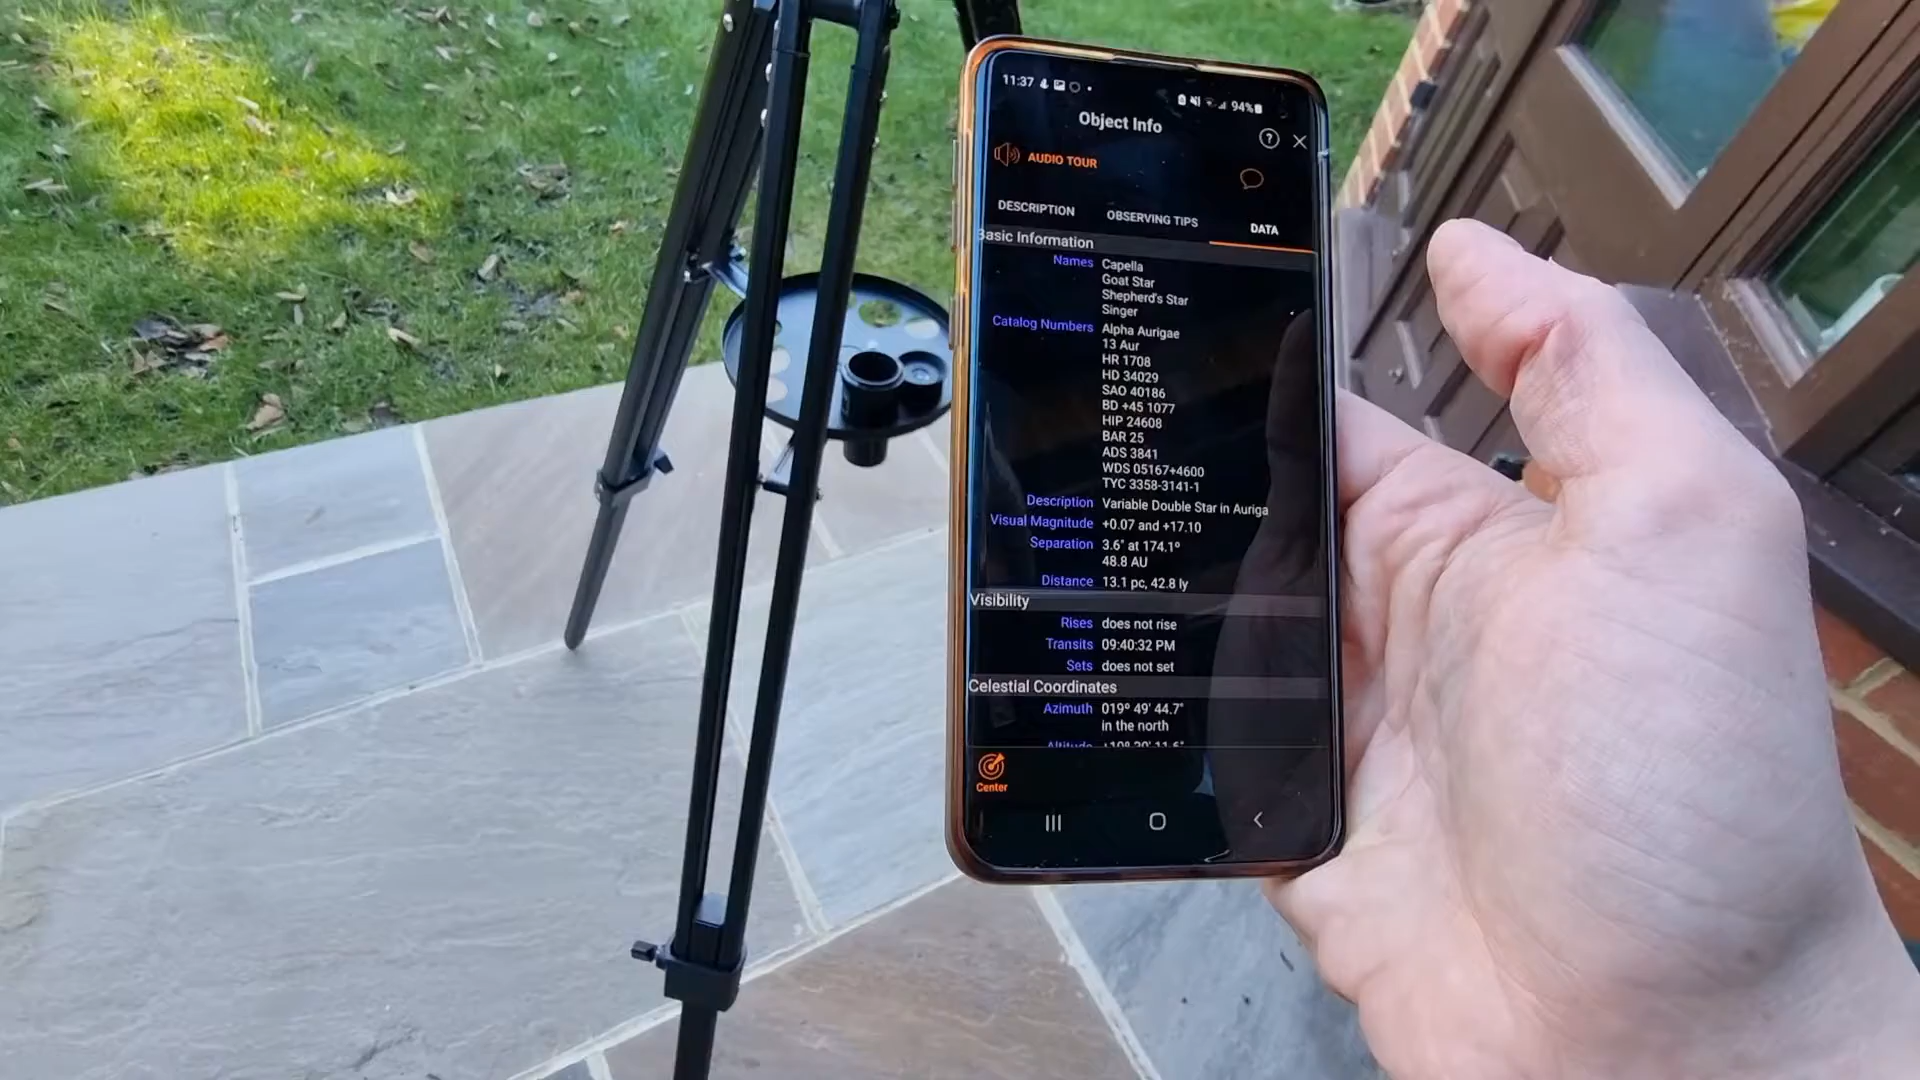 11:37
94%
Object Info
AUDIO TOUR
DESCRIPTION OBSERVING TIPS DATA
Basic Information
Names Capella
Goat Star
Shepherd's Star
Singer
Catalog Numbers Alpha Aurigae
13 Aur
HR 1708
HD 34029
SAO 40186
BD +45 1077
HIP 24608
BAR 25
ADS 3841
WDS 05167+4600
TYC 3358-3141-1
Description Variable Double Star in Auriga
Visual Magnitude +0.07 and +17.10
Separation 3.6" at 174.1º
48.8 AU
Distance 13.1 pc, 42.8 ly
Visibility
Rises does not rise
Transits 09:40:32 PM
Sets does not set
Celestial Coordinates
Azimuth 019º 49' 44.7"
in the north
Altitude
Center